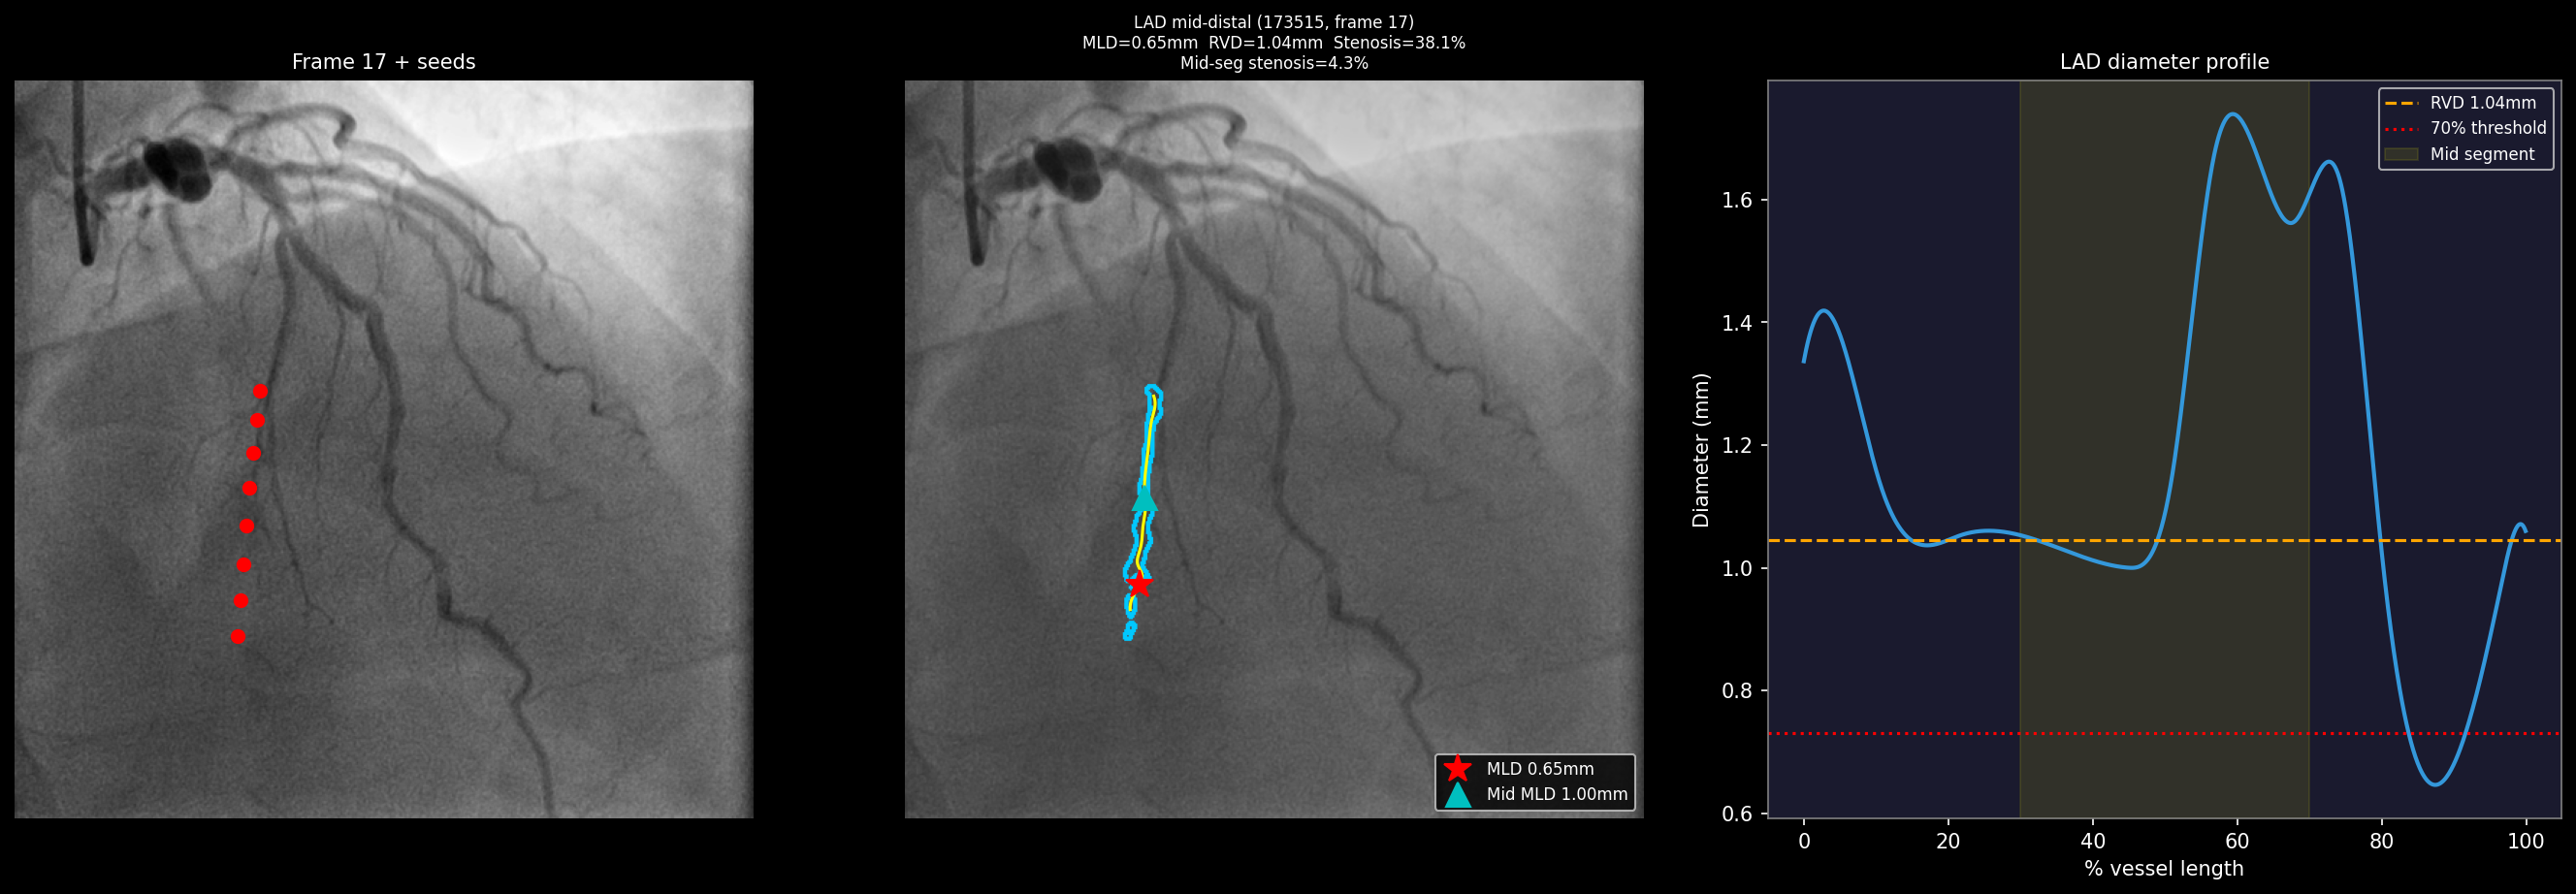 Frame 17 + seeds
LAD mid-distal (173515, frame 17)
MLD=0.65mm  RVD=1.04mm  Stenosis=38.1%
Mid-seg stenosis=4.3%
MLD 0.65mm
Mid MLD 1.00mm
LAD diameter profile
RVD 1.04mm
70% threshold
Mid segment
Diameter (mm)
1.6
1.4
1.2
1.0
0.8
0.6
0
20
40
60
80
100
% vessel length